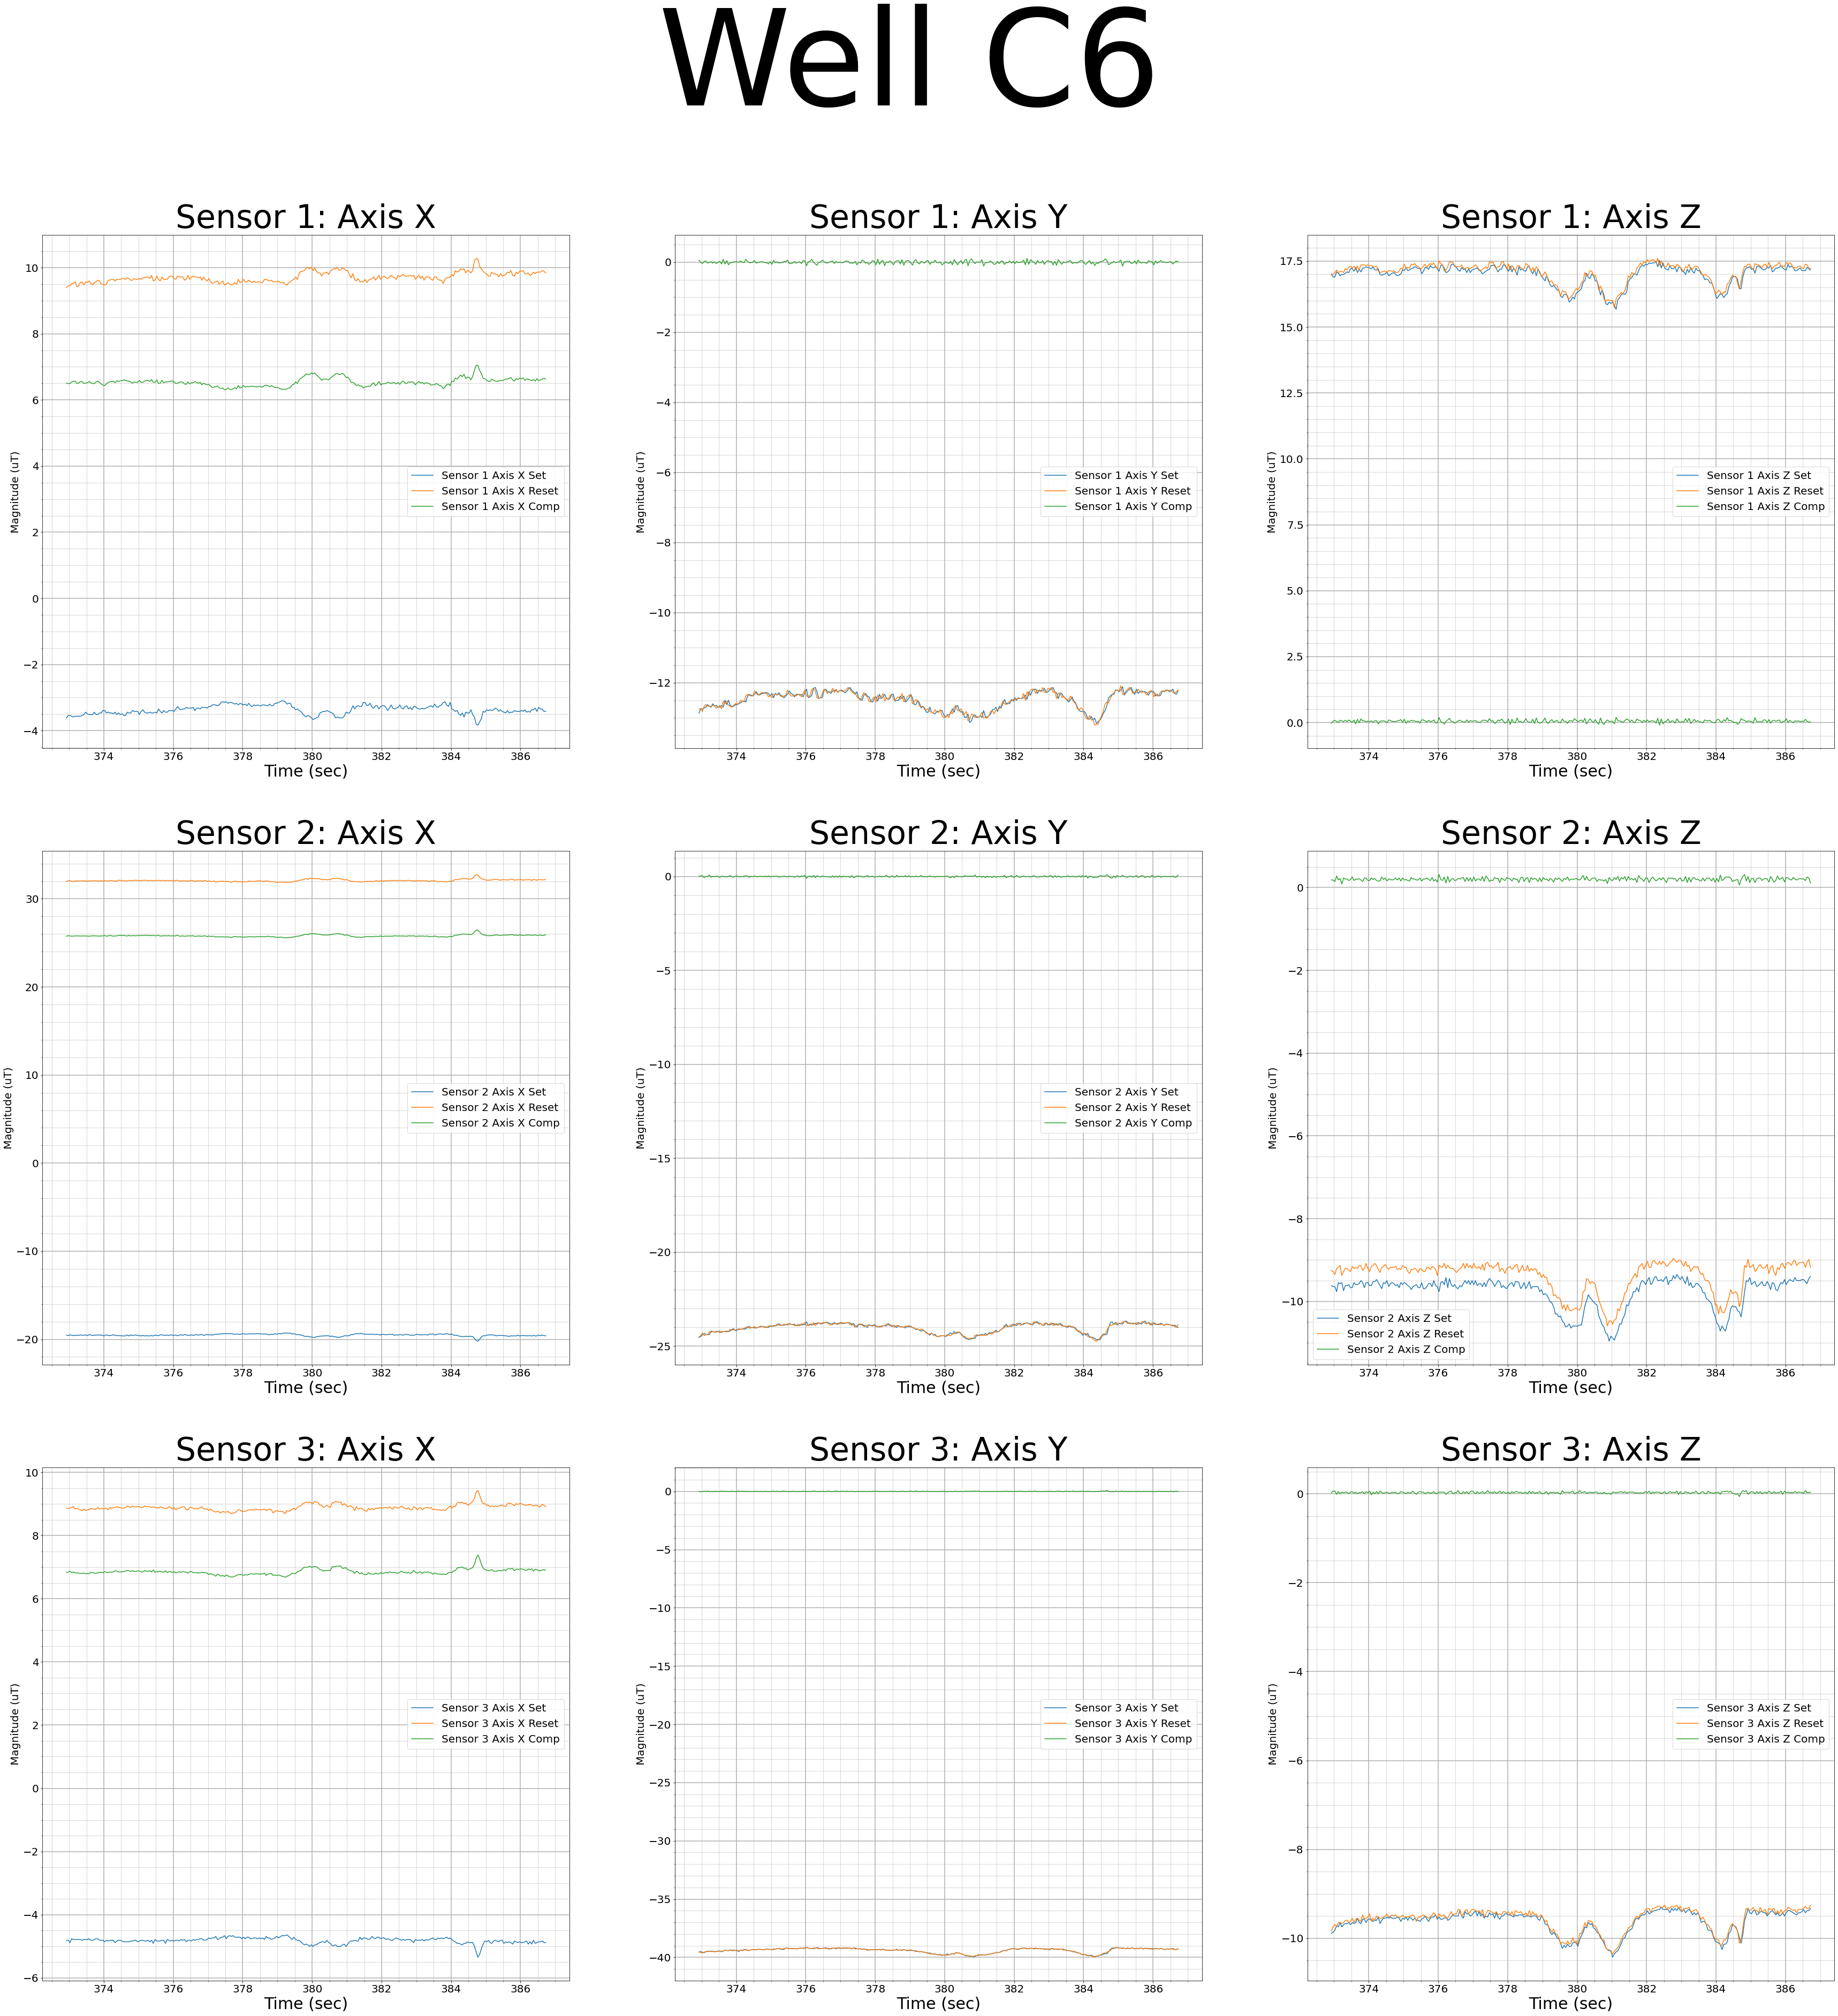 Well C6
Sensor 1: Axis X
Sensor 1: Axis Y
Sensor 1: Axis Z
10
8
6
4
2
0
−2
−4
Magnitude (uT)
Sensor 1 Axis X Set
Sensor 1 Axis X Reset
Sensor 1 Axis X Comp
374 376 378 380 382 384 386
Time (sec)
0
−2
−4
−6
−8
−10
−12
Magnitude (uT)
Sensor 1 Axis Y Set
Sensor 1 Axis Y Reset
Sensor 1 Axis Y Comp
374 376 378 380 382 384 386
Time (sec)
17.5
15.0
12.5
10.0
7.5
5.0
2.5
0.0
Magnitude (uT)
Sensor 1 Axis Z Set
Sensor 1 Axis Z Reset
Sensor 1 Axis Z Comp
374 376 378 380 382 384 386
Time (sec)
Sensor 2: Axis X
Sensor 2: Axis Y
Sensor 2: Axis Z
30
20
10
0
−10
−20
Magnitude (uT)
Sensor 2 Axis X Set
Sensor 2 Axis X Reset
Sensor 2 Axis X Comp
374 376 378 380 382 384 386
Time (sec)
0
−5
−10
−15
−20
−25
Magnitude (uT)
Sensor 2 Axis Y Set
Sensor 2 Axis Y Reset
Sensor 2 Axis Y Comp
374 376 378 380 382 384 386
Time (sec)
0
−2
−4
−6
−8
−10
Magnitude (uT)
Sensor 2 Axis Z Set
Sensor 2 Axis Z Reset
Sensor 2 Axis Z Comp
374 376 378 380 382 384 386
Time (sec)
Sensor 3: Axis X
Sensor 3: Axis Y
Sensor 3: Axis Z
10
8
6
4
2
0
−2
−4
−6
Magnitude (uT)
Sensor 3 Axis X Set
Sensor 3 Axis X Reset
Sensor 3 Axis X Comp
374 376 378 380 382 384 386
Time (sec)
0
−5
−10
−15
−20
−25
−30
−35
−40
Magnitude (uT)
Sensor 3 Axis Y Set
Sensor 3 Axis Y Reset
Sensor 3 Axis Y Comp
374 376 378 380 382 384 386
Time (sec)
0
−2
−4
−6
−8
−10
Magnitude (uT)
Sensor 3 Axis Z Set
Sensor 3 Axis Z Reset
Sensor 3 Axis Z Comp
374 376 378 380 382 384 386
Time (sec)